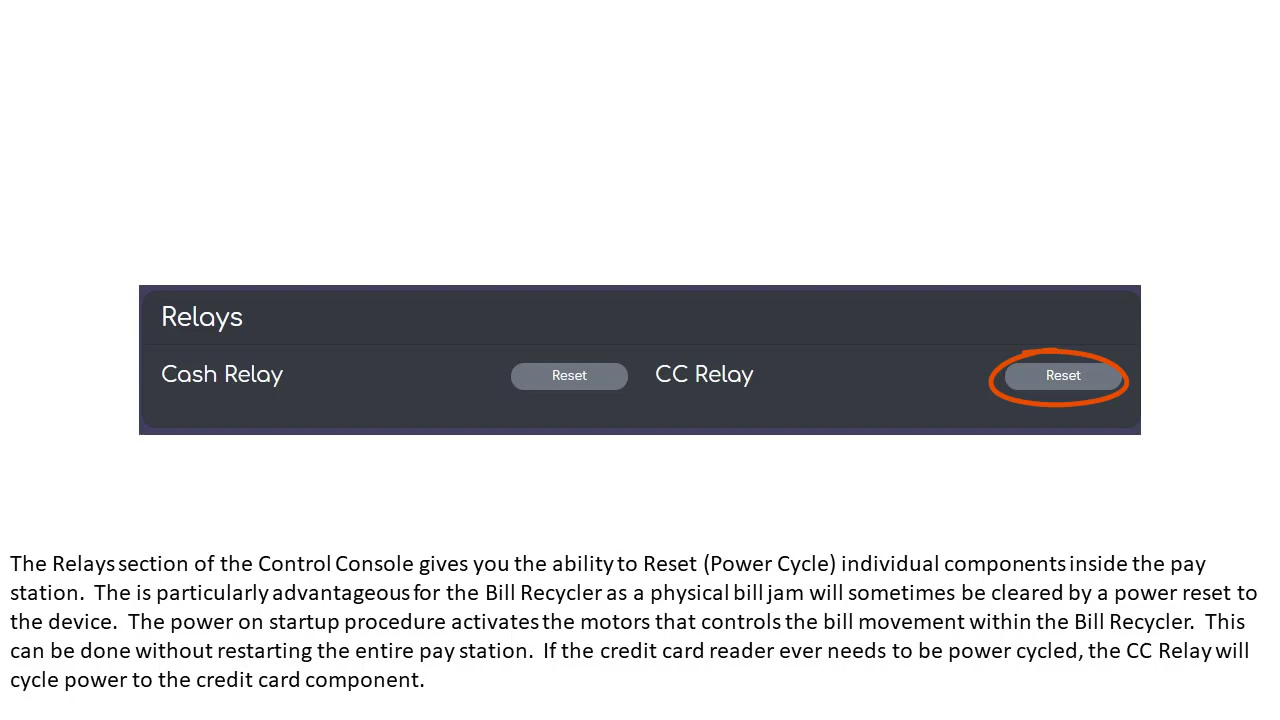 Relays
Cash Relay Reset CC Relay Reset
The Relays section of the Control Console gives you the ability to Reset (Power Cycle) individual components inside the pay
station.  The is particularly advantageous for the Bill Recycler as a physical bill jam will sometimes be cleared by a power reset to
the device.  The power on startup procedure activates the motors that controls the bill movement within the Bill Recycler.  This
can be done without restarting the entire pay station.  If the credit card reader ever needs to be power cycled, the CC Relay will
cycle power to the credit card component.